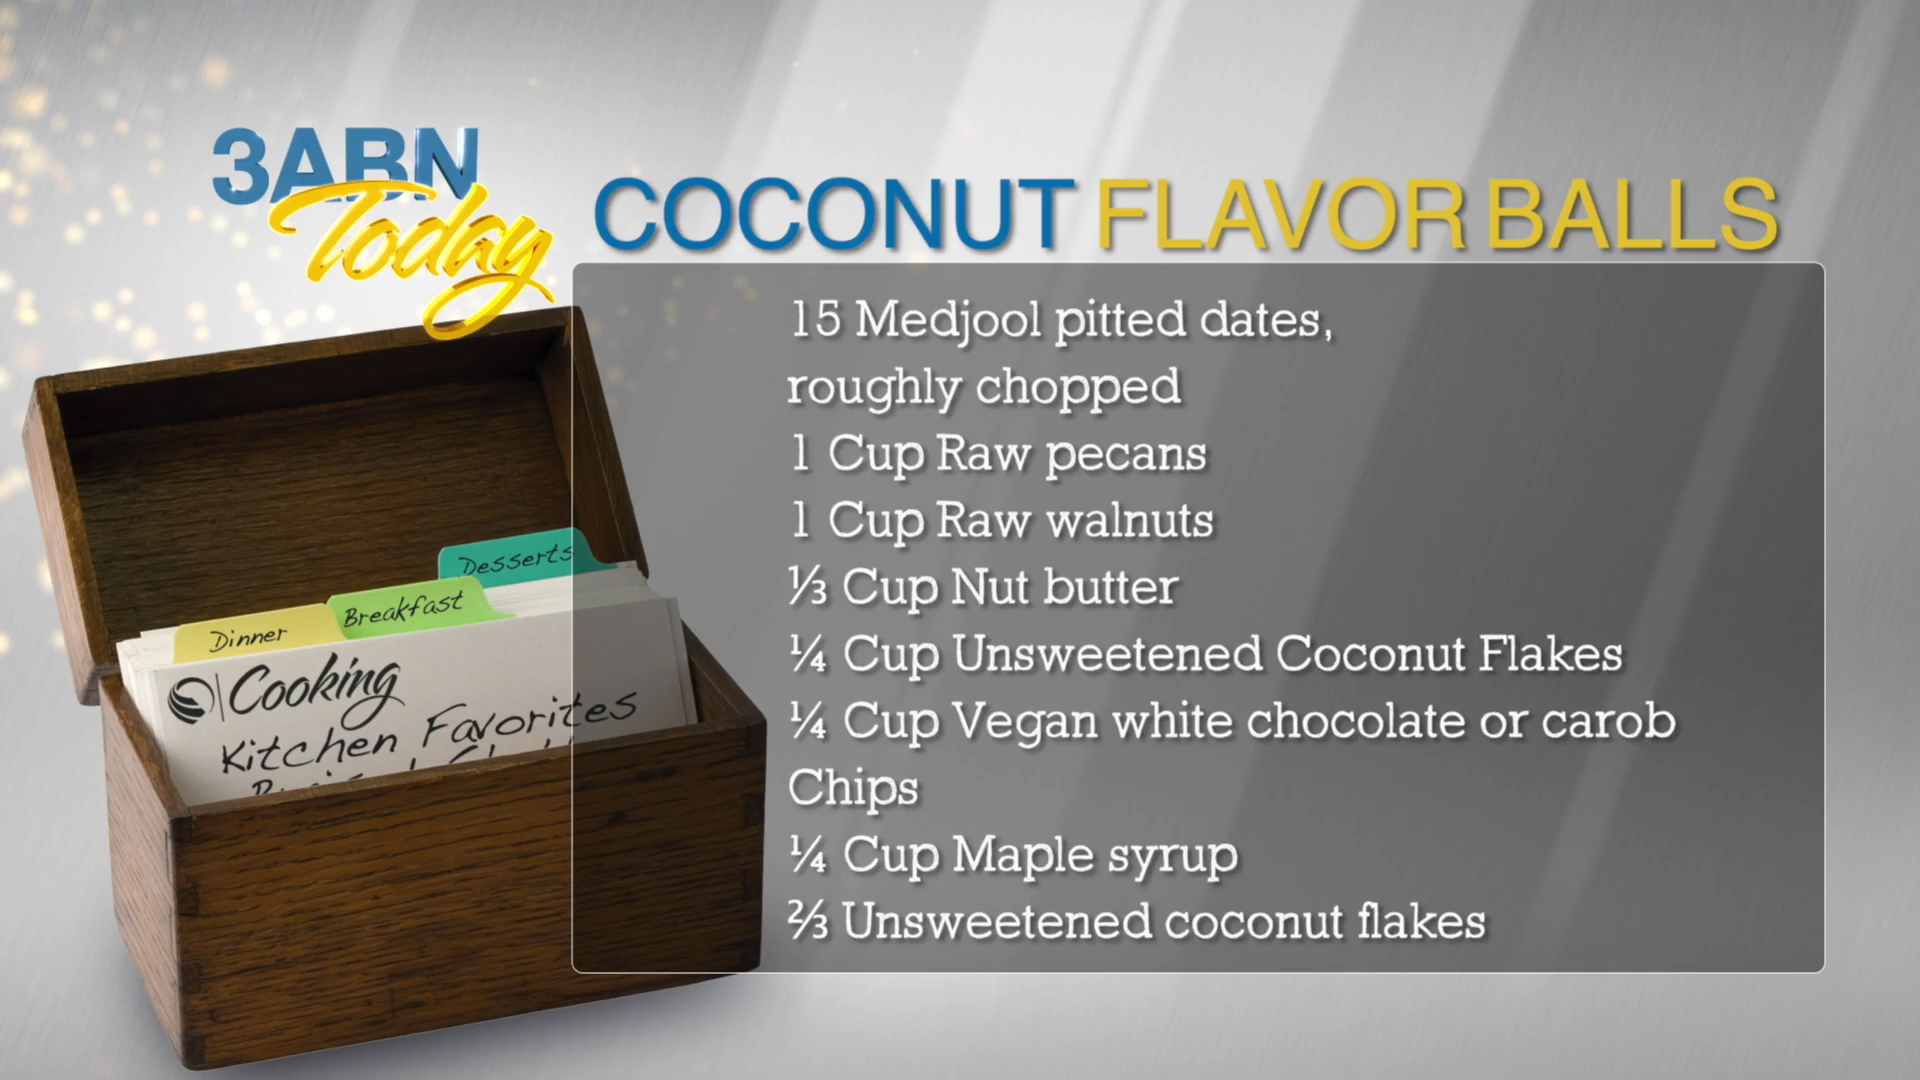 3ABN
Today
COCONUT FLAVOR BALLS
15 Medjool pitted dates,
roughly chopped
1 Cup Raw pecans
1 Cup Raw walnuts
⅓ Cup Nut butter
¼ Cup Unsweetened Coconut Flakes
¼ Cup Vegan white chocolate or carob
Chips
¼ Cup Maple syrup
⅔ Unsweetened coconut flakes
Desserts
Breakfast
Dinner
Cooking
Kitchen Favorites